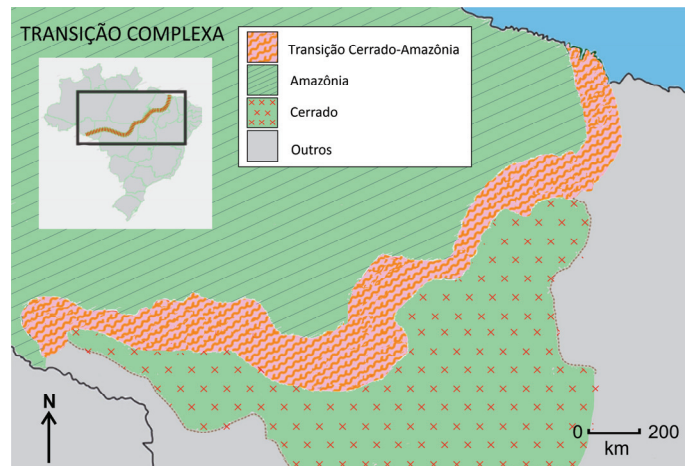 TRANSIÇÃO COMPLEXA
Transição Cerrado-Amazônia
Amazônia
Cerrado
Outros
N
0 200
km